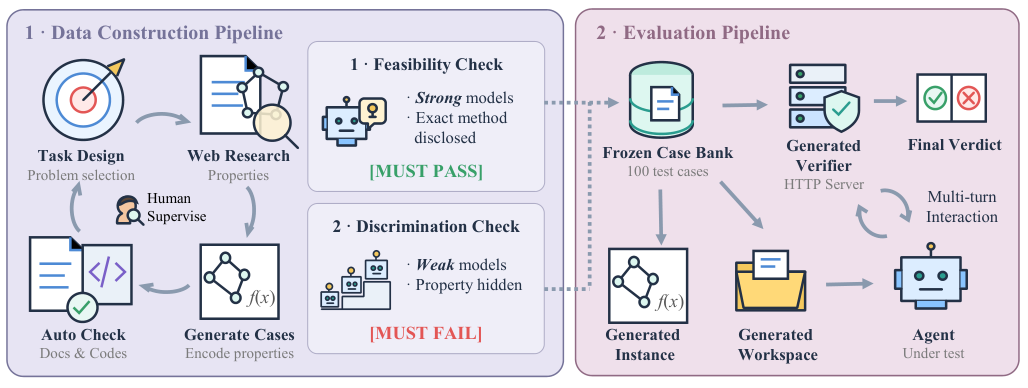 1 · Data Construction Pipeline
Task Design
Problem selection
Web Research
Properties
Human
Supervise
Auto Check
Docs & Codes
Generate Cases
Encode properties
f(x)
</>
1 · Feasibility Check
· Strong models
· Exact method
disclosed
[MUST PASS]
2 · Discrimination Check
· Weak models
· Property hidden
[MUST FAIL]
2 · Evaluation Pipeline
Frozen Case Bank
100 test cases
Generated
Verifier
HTTP Server
Final Verdict
Multi-turn
Interaction
f(x)
Generated
Instance
Generated
Workspace
Agent
Under test